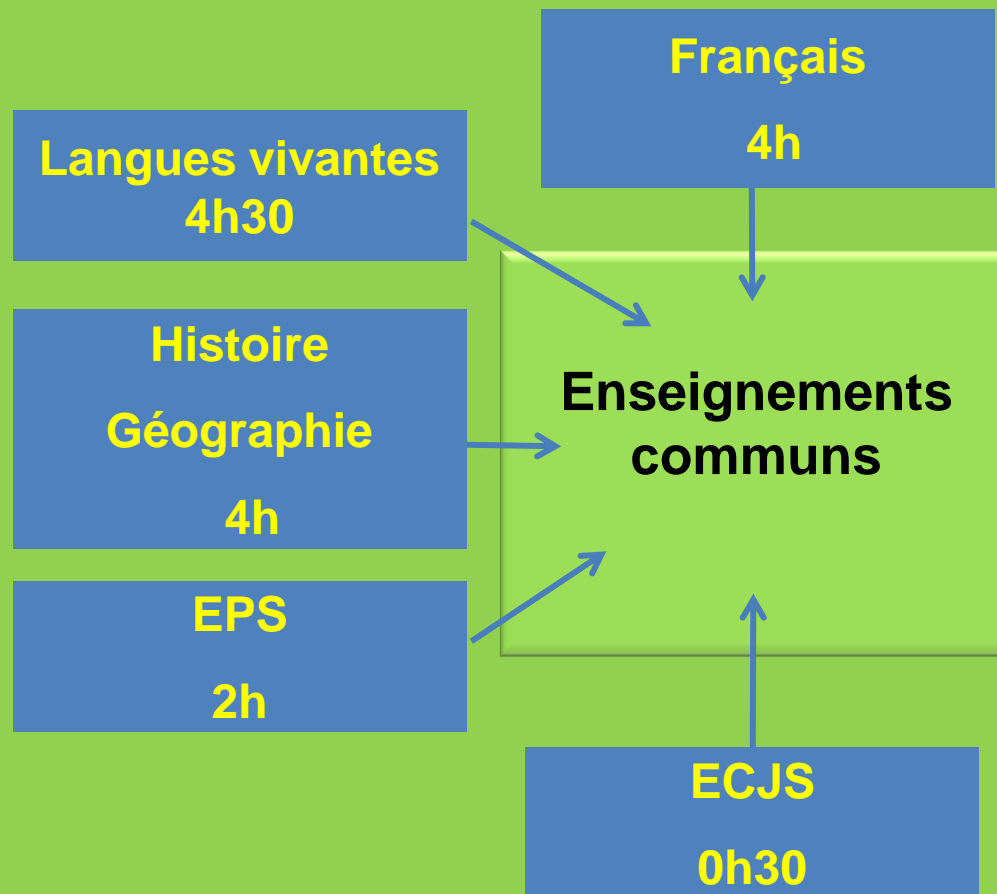 Français
4h
Langues vivantes
4h30
Histoire
Géographie
4h
Enseignements
communs
EPS
2h
ECJS
0h30